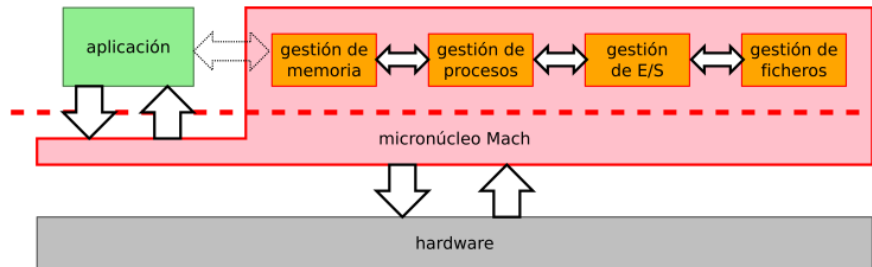 aplicación
gestión de
memoria
gestión de
procesos
gestión
de E/S
gestión de
ficheros
micronúcleo Mach
hardware